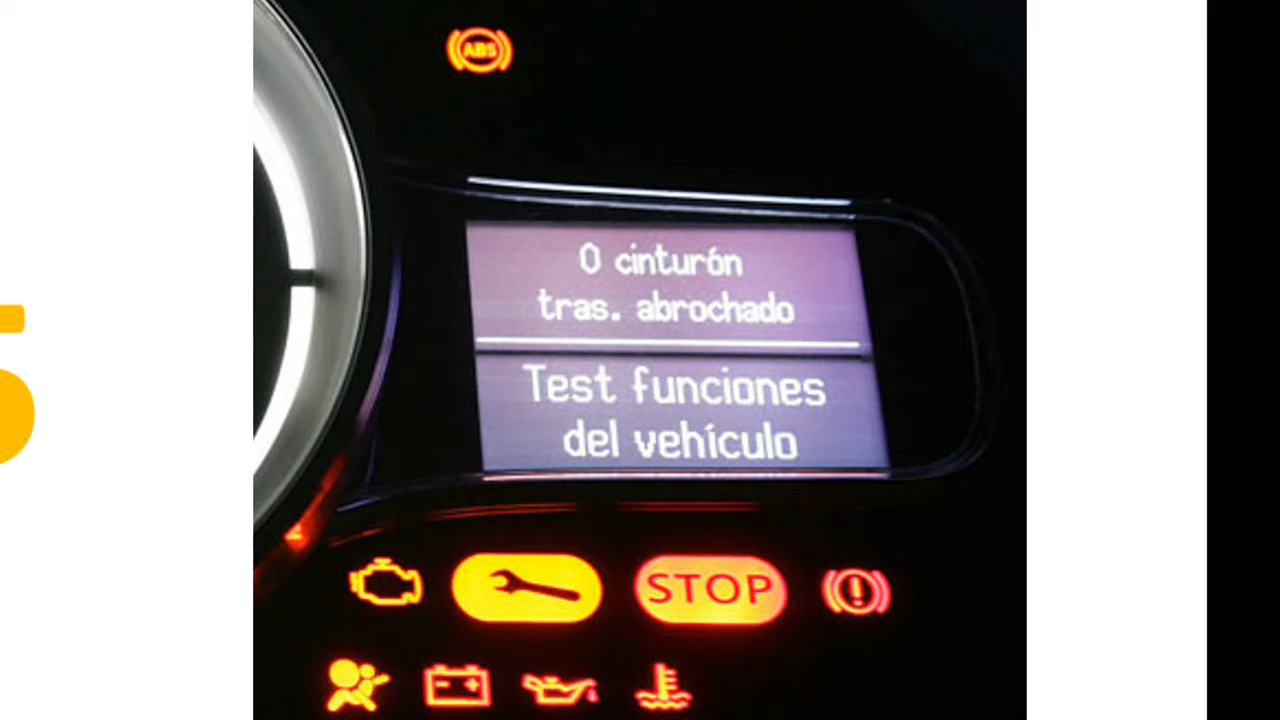 ABS
0 cinturón
tras. abrochado
Test funciones
del vehículo
STOP